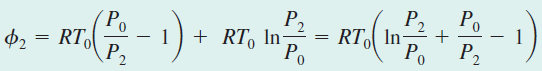 ϕ₂ = RT₀(P₀/P₂ − 1) + RT₀ ln P₂/P₀ = RT₀(ln P₂/P₀ + P₀/P₂ − 1)